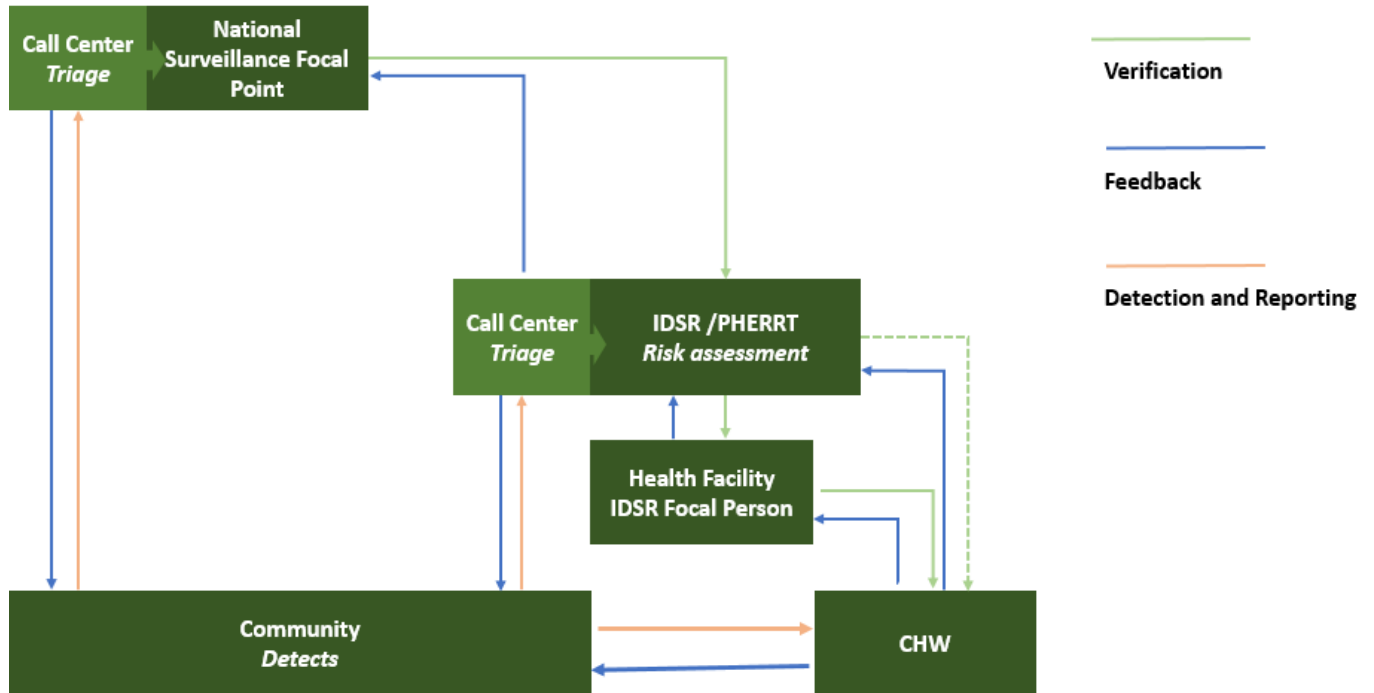 Call Center
Triage
National
Surveillance Focal
Point
Verification
Feedback
Detection and Reporting
Call Center
Triage
IDSR /PHERRT
Risk assessment
Health Facility
IDSR Focal Person
Community
Detects
CHW